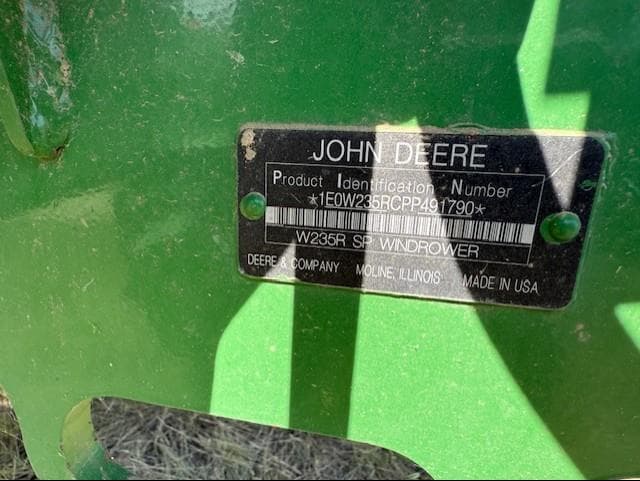 JOHN DEERE
Product Identification Number
*1E0W235RCPP491790*
W235R SP WINDROWER
DEERE & COMPANY MOLINE, ILLINOIS MADE IN USA